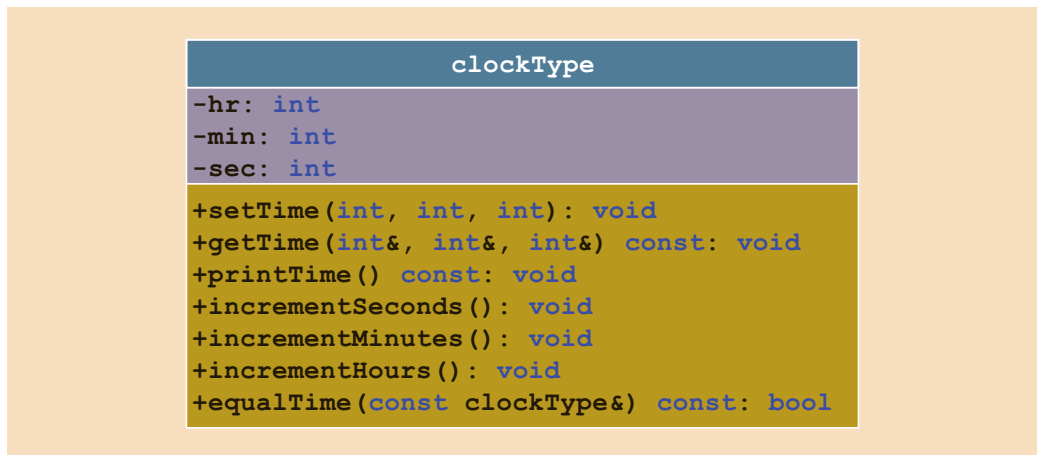 clockType
-hr: int
-min: int
-sec: int
+setTime(int, int, int): void
+getTime(int&, int&, int&) const: void
+printTime() const: void
+incrementSeconds(): void
+incrementMinutes(): void
+incrementHours(): void
+equalTime(const clockType&) const: bool